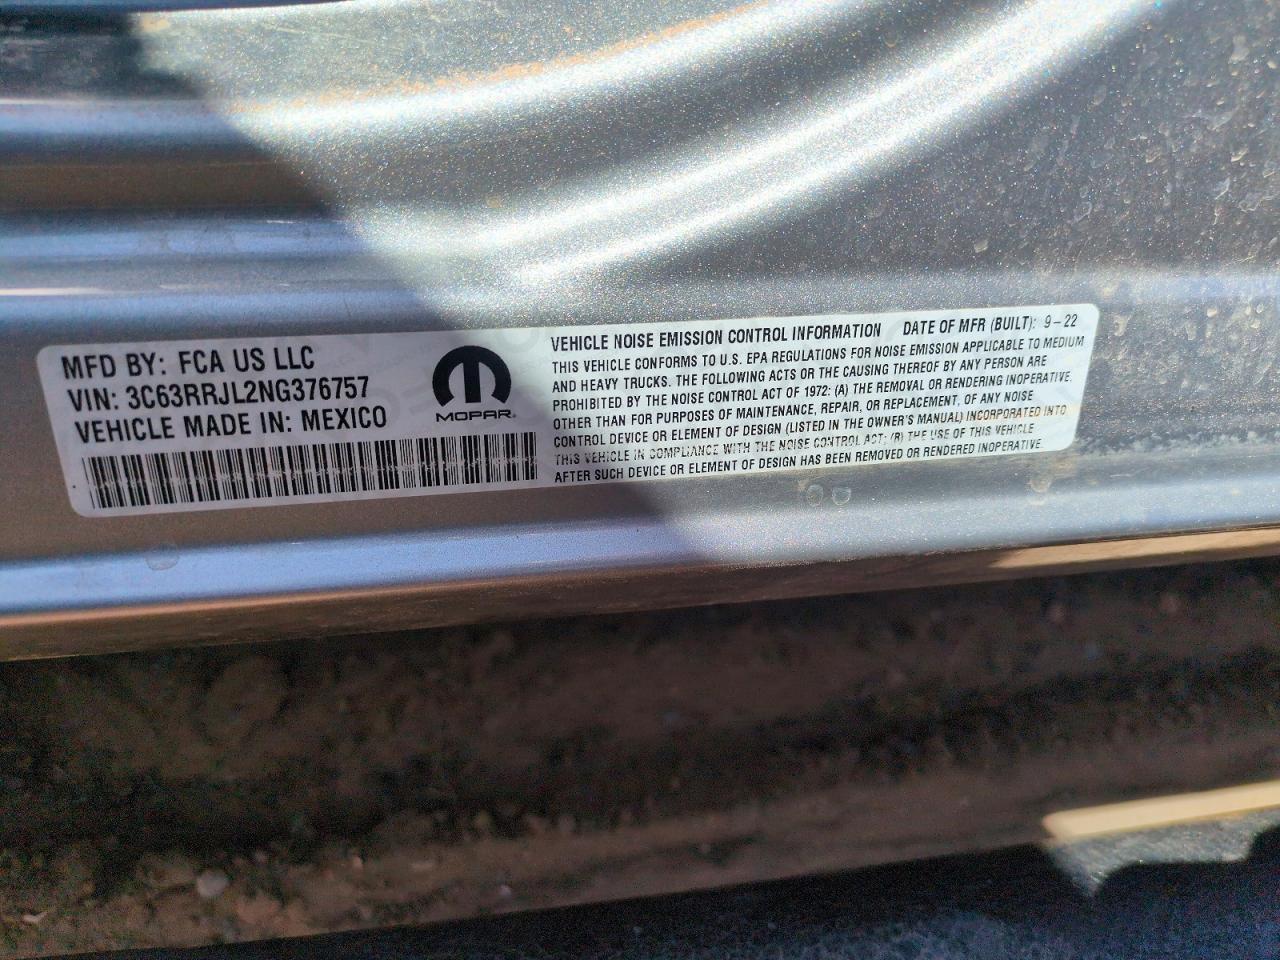 MFD BY: FCA US LLC
VIN: 3C63RRJL2NG376757
VEHICLE MADE IN: MEXICO
MOPAR
VEHICLE NOISE EMISSION CONTROL INFORMATION DATE OF MFR (BUILT): 9-22
THIS VEHICLE CONFORMS TO U.S. EPA REGULATIONS FOR NOISE EMISSION APPLICABLE TO MEDIUM
AND HEAVY TRUCKS. THE FOLLOWING ACTS OR THE CAUSING THEREOF BY ANY PERSON ARE
PROHIBITED BY THE NOISE CONTROL ACT OF 1972: (A) THE REMOVAL OR RENDERING INOPERATIVE,
OTHER THAN FOR PURPOSES OF MAINTENANCE, REPAIR, OR REPLACEMENT, OF ANY NOISE
CONTROL DEVICE OR ELEMENT OF DESIGN (LISTED IN THE OWNER'S MANUAL) INCORPORATED INTO
THIS VEHICLE IN COMPLIANCE WITH THE NOISE CONTROL ACT; (B) THE USE OF THIS VEHICLE
AFTER SUCH DEVICE OR ELEMENT OF DESIGN HAS BEEN REMOVED OR RENDERED INOPERATIVE.